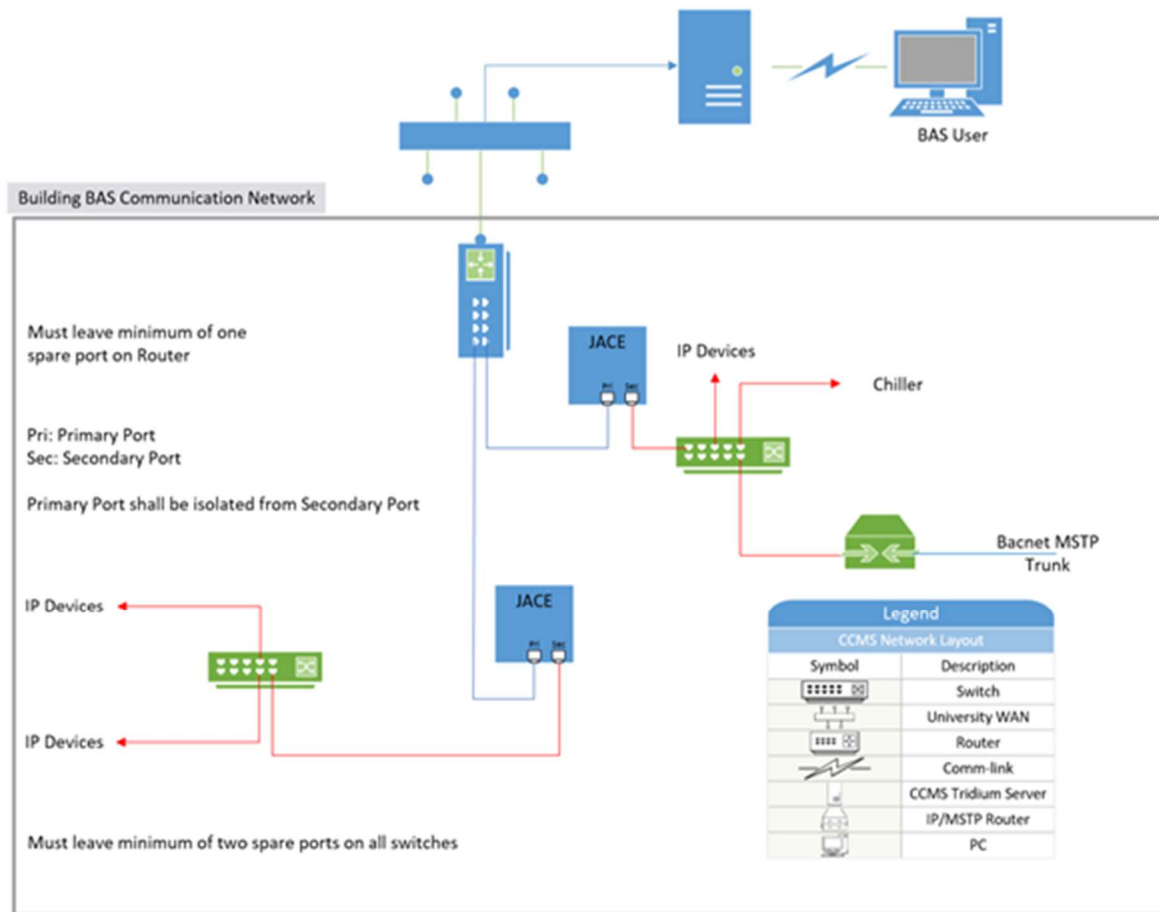 BAS User
Building BAS Communication Network
Must leave minimum of one
spare port on Router
JACE
Pri
Sec
IP Devices
Chiller
Pri: Primary Port
Sec: Secondary Port
Primary Port shall be isolated from Secondary Port
Bacnet MSTP
Trunk
IP Devices
JACE
Pri
Sec
IP Devices
Legend
CCMS Network Layout
Symbol Description
Switch
University WAN
Router
Comm-link
CCMS Tridium Server
IP/MSTP Router
PC
Must leave minimum of two spare ports on all switches